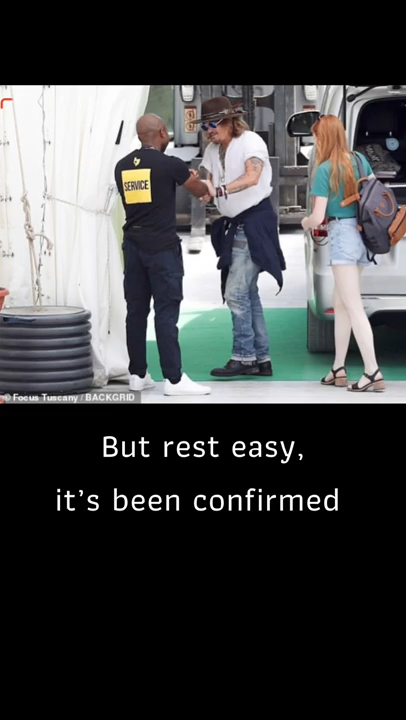 SERVICE
© Focus Tuscany / BACKGRID
But rest easy,
it's been confirmed